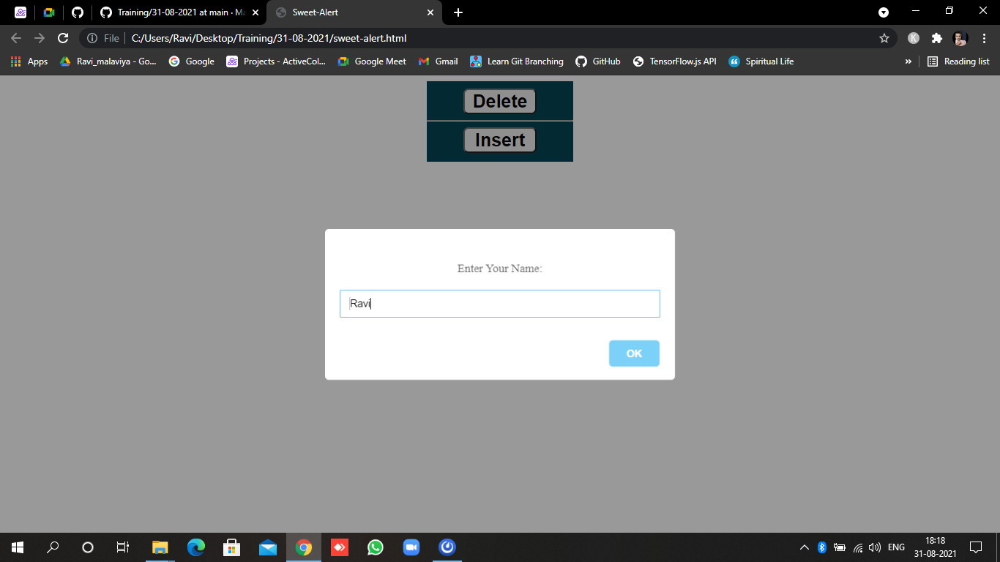 Training/31-08-2021 at main · Ma
Sweet-Alert
File
C:/Users/Ravi/Desktop/Training/31-08-2021/sweet-alert.html
K
Apps
Ravi_malaviya - Go...
Google
Projects - ActiveCol...
Google Meet
Gmail
Learn Git Branching
GitHub
TensorFlow.js API
Spiritual Life
»
Reading list
Delete
Insert
Enter Your Name:
Ravi
OK
ENG
18:18
31-08-2021